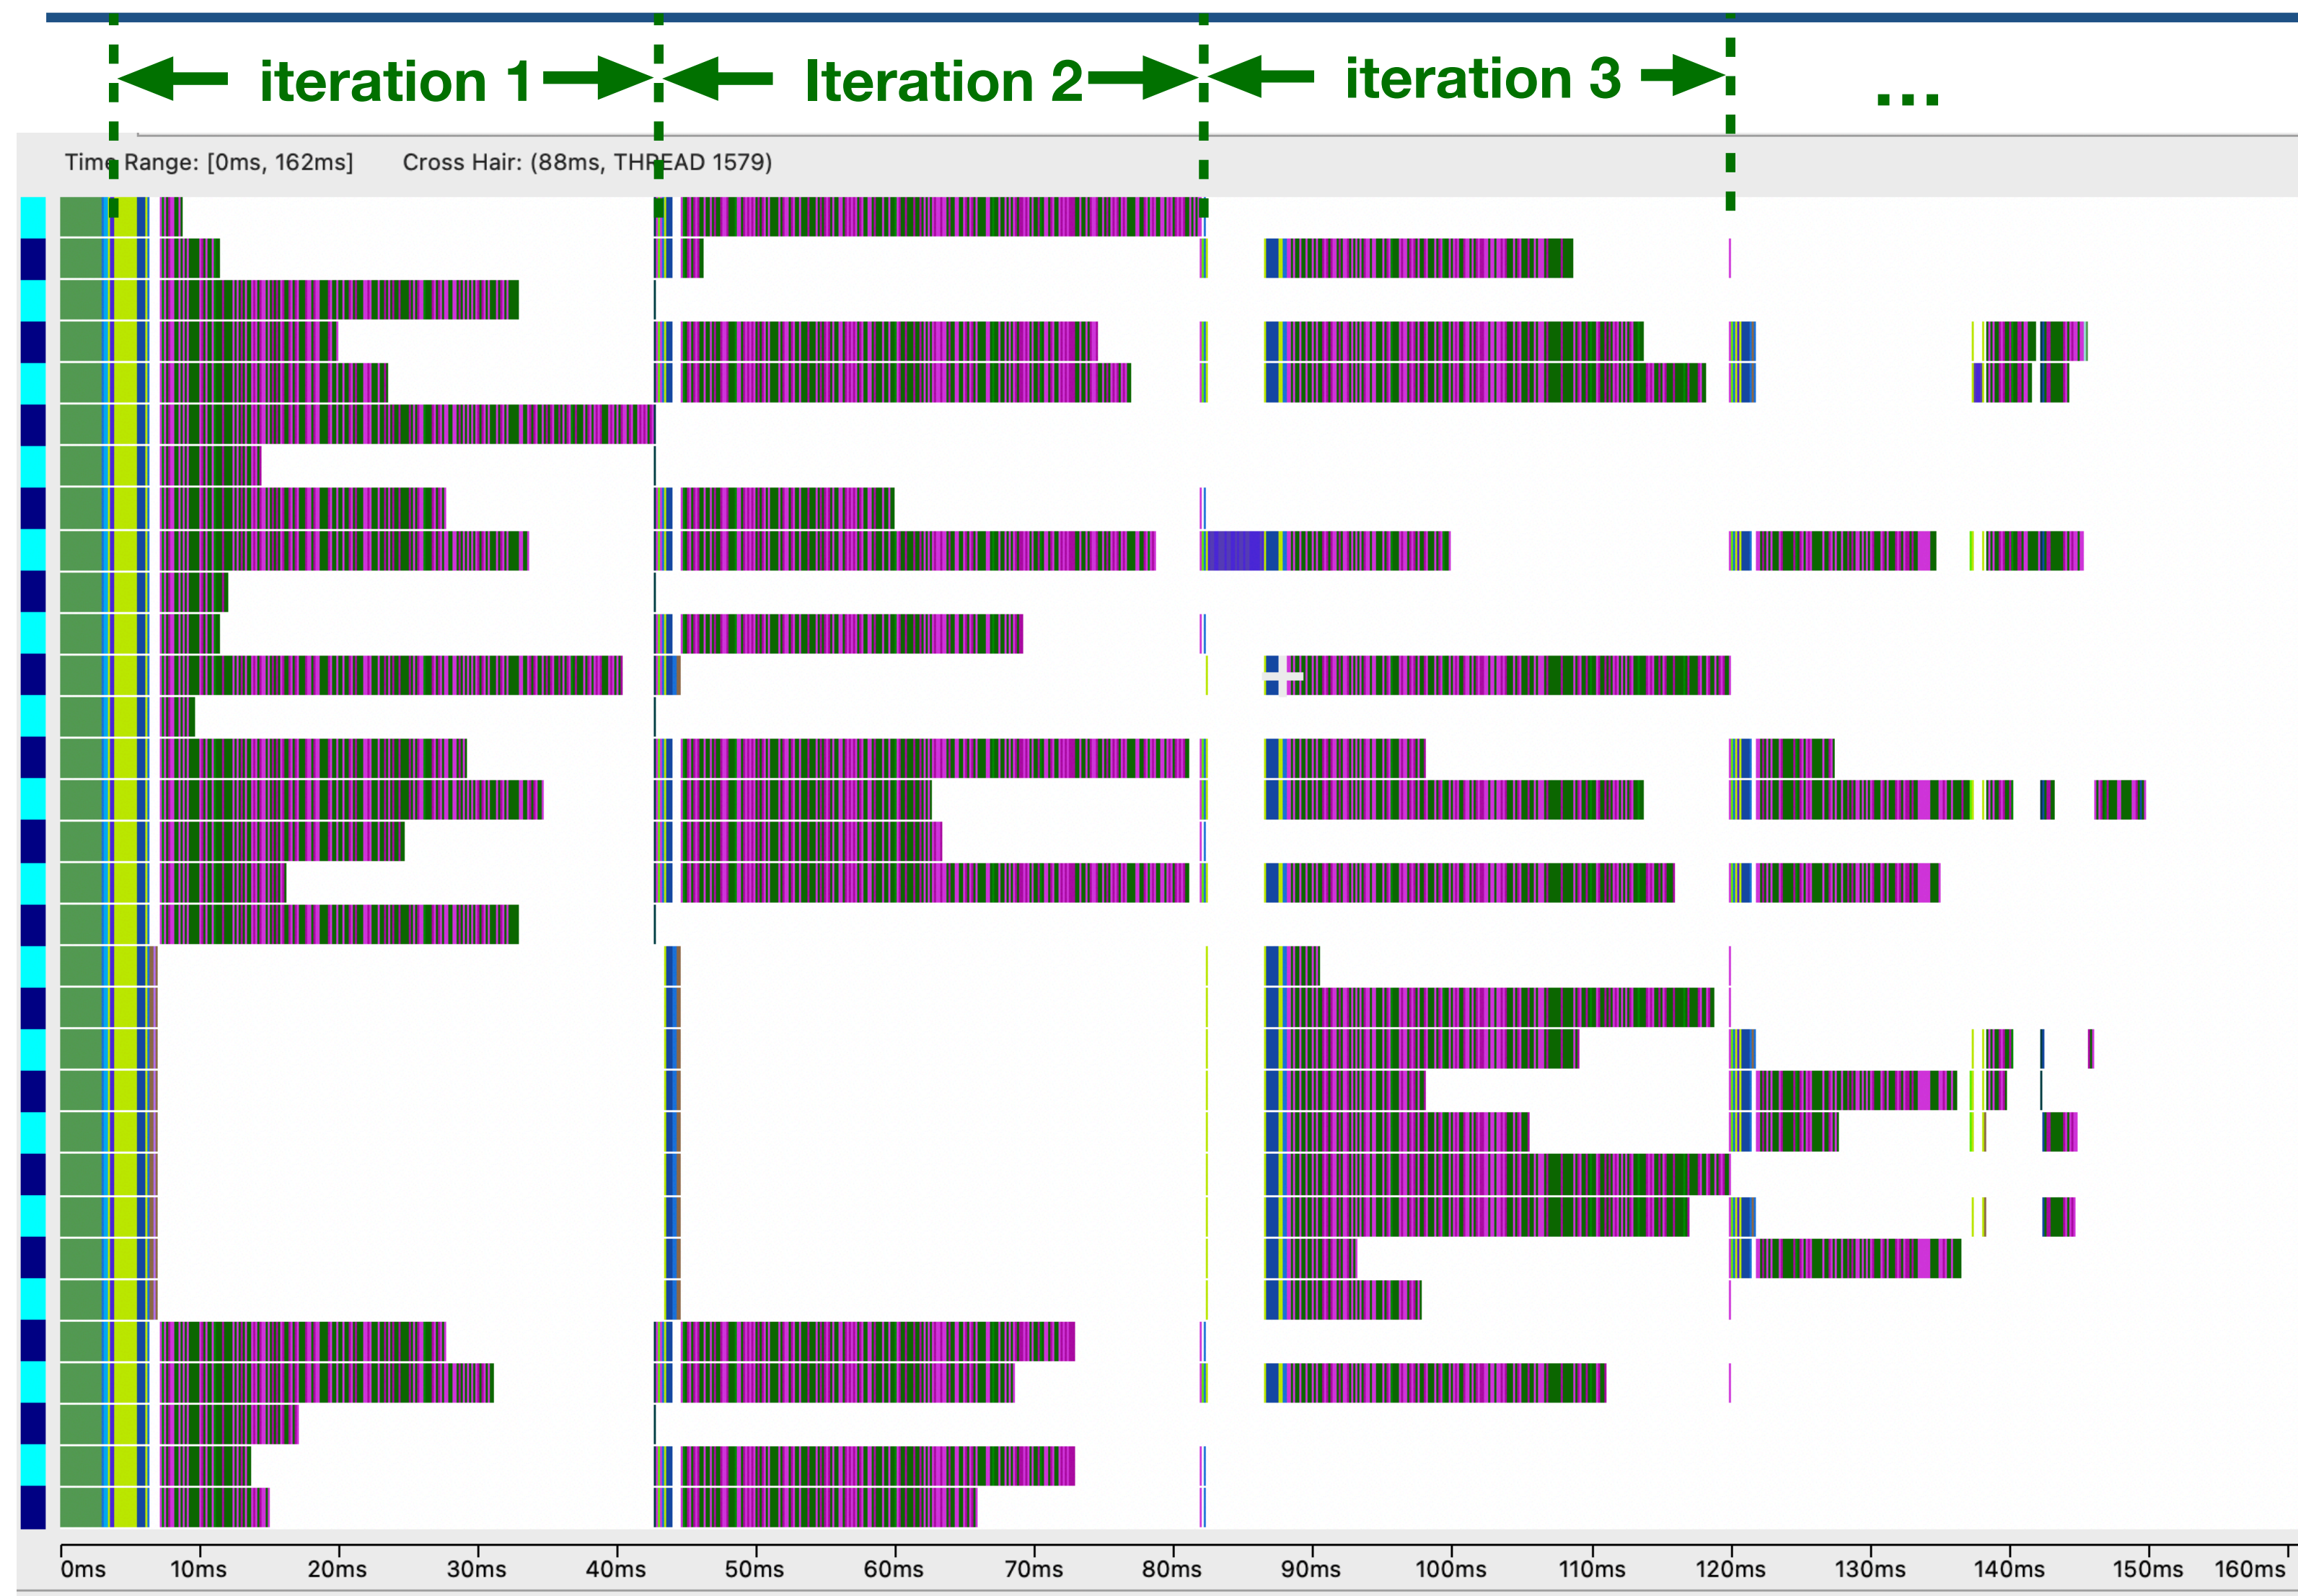 iteration 1 Iteration 2 iteration 3 ...
Time Range: [0ms, 162ms] Cross Hair: (88ms, THREAD 1579)
0ms 10ms 20ms 30ms 40ms 50ms 60ms 70ms 80ms 90ms 100ms 110ms 120ms 130ms 140ms 150ms 160ms